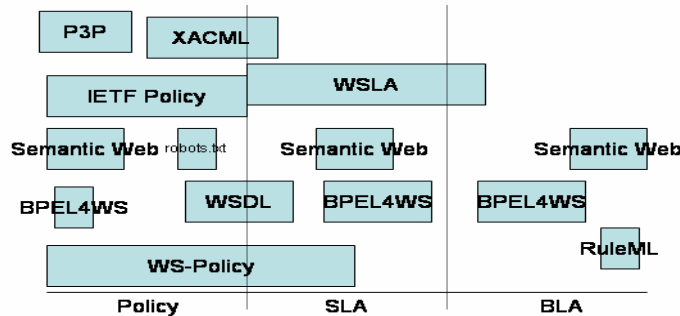 P3P
XACML
IETF Policy
WSLA
Semantic Web
robots.txt
Semantic Web
Semantic Web
BPEL4WS
WSDL
BPEL4WS
BPEL4WS
RuleML
WS-Policy
Policy
SLA
BLA